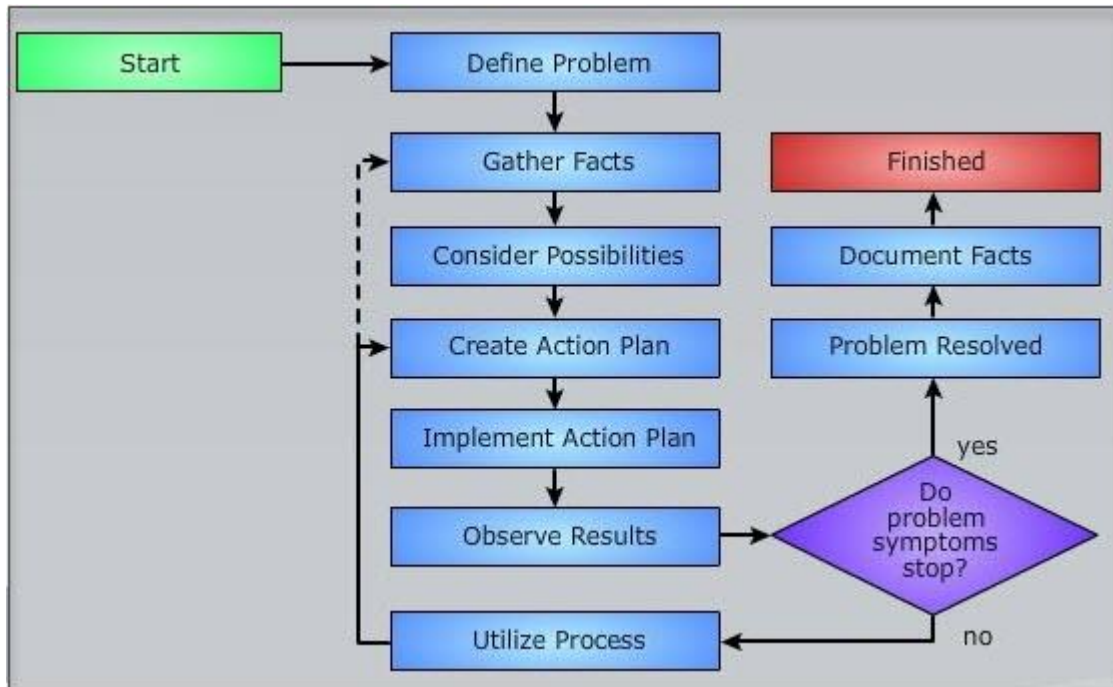 Start
Define Problem
Gather Facts
Consider Possibilities
Create Action Plan
Implement Action Plan
Observe Results
Do
problem
symptoms
stop?
yes
Problem Resolved
Document Facts
Finished
no
Utilize Process